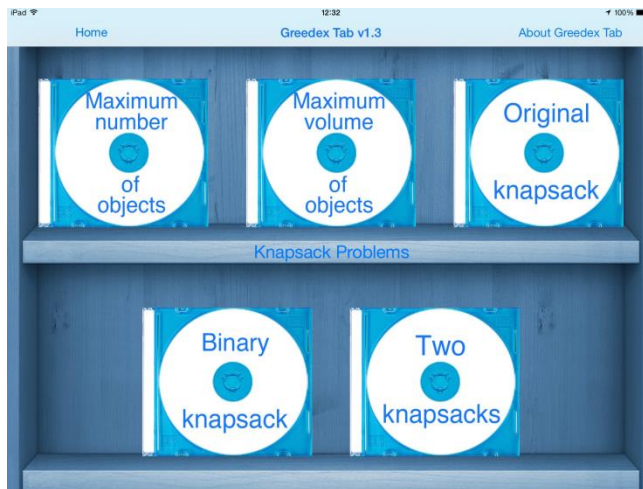 iPad 12:32 100%
Home Greedex Tab v1.3 About Greedex Tab
Maximum
number
of
objects
Maximum
volume
of
objects
Original
knapsack
Knapsack Problems
Binary
knapsack
Two
knapsacks